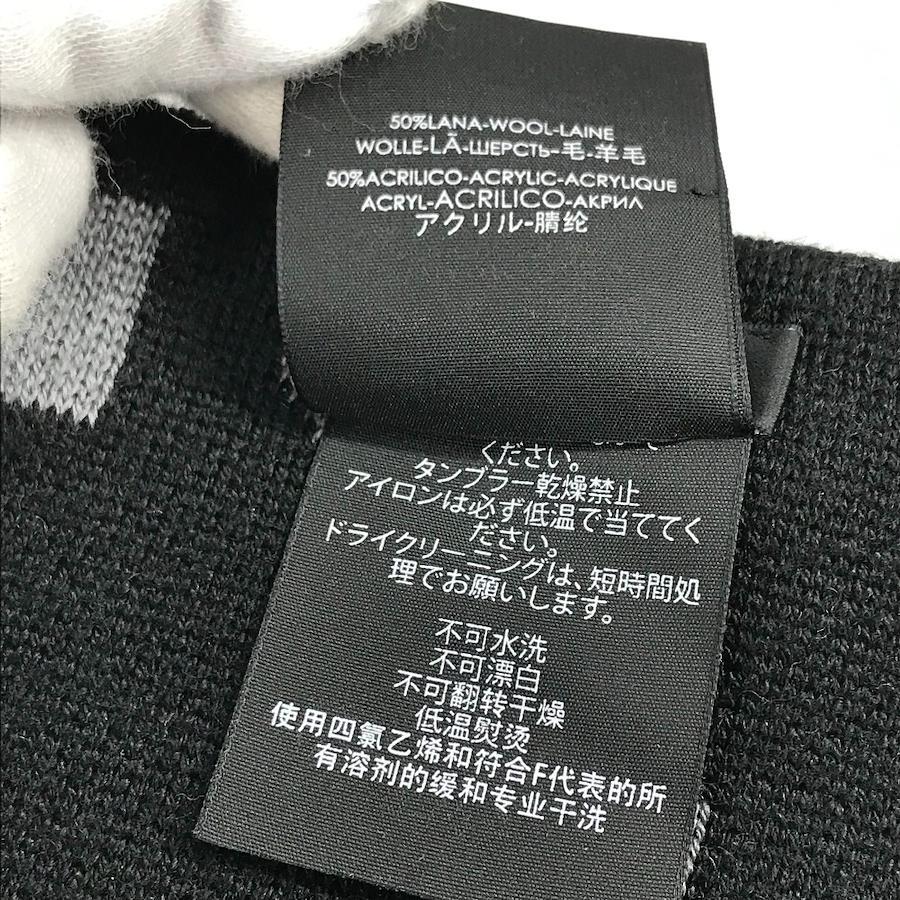 50%LANA-WOOL-LAINE
WOLLE-LÃ-ШЕРСТЬ-毛-羊毛
50%ACRILICO-ACRYLIC-ACRYLIQUE
ACRYL-ACRILICO-АКРИЛ
アクリル-腈纶
ください。
タンブラー乾燥禁止
アイロンは必ず低温で当ててく
ださい。
ドライクリーニングは、短時間処
理でお願いします。
不可水洗
不可漂白
不可翻转干燥
低温熨烫
使用四氯乙烯和符合F代表的所
有溶剂的缓和专业干洗